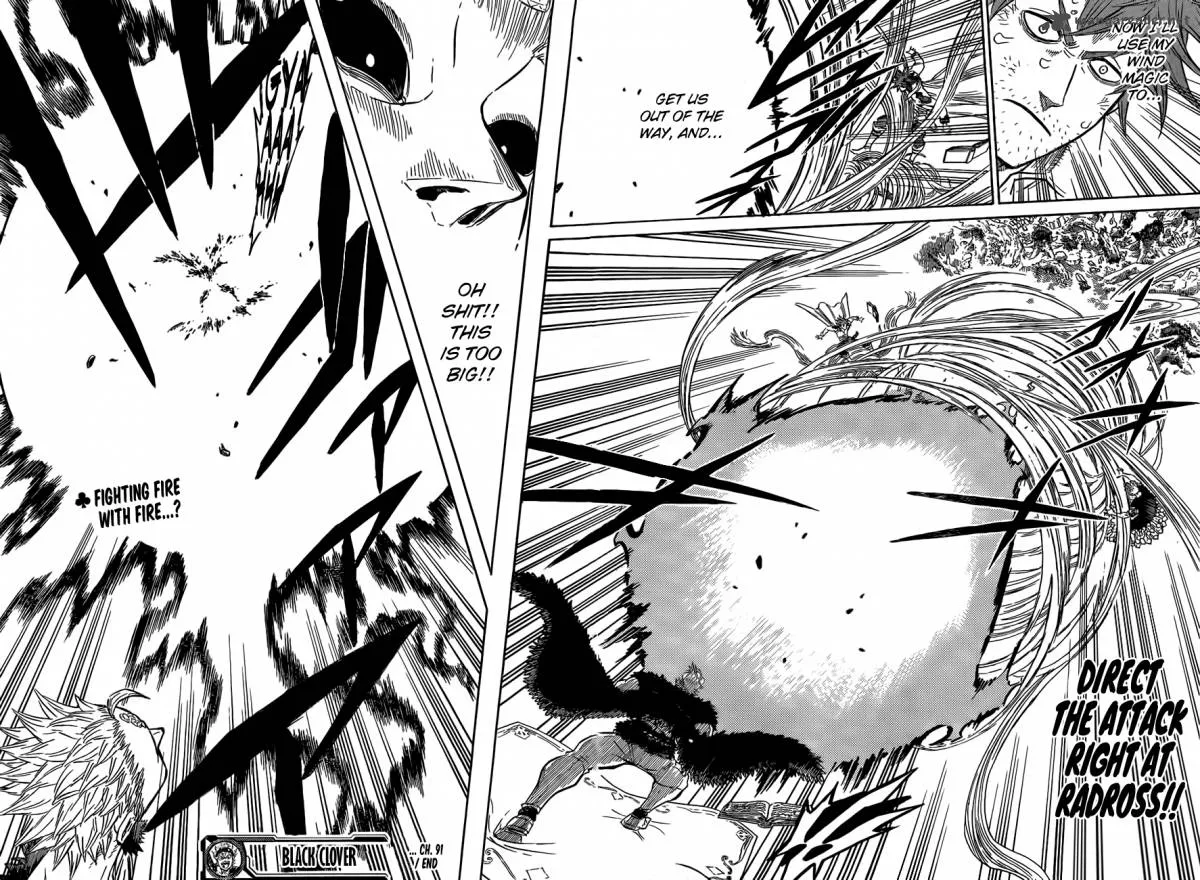 NOW I'LL
USE MY
WIND
MAGIC
TO...
GET US
OUT OF THE
WAY, AND...
DIRECT
THE ATTACK
RIGHT AT
RADROSS!!
OH
SHIT!!
THIS
IS TOO
BIG!!
♣ FIGHTING FIRE
WITH FIRE...?
BLACK CLOVER
... CH. 91
/ END